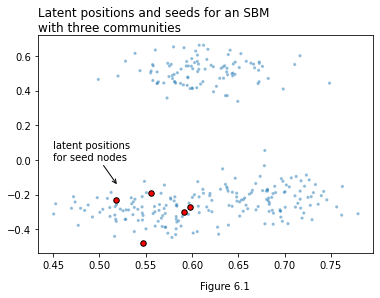 Latent positions and seeds for an SBM
with three communities
0.6
0.4
0.2
latent positions
for seed nodes
0.0
−0.2
−0.4
0.45 0.50 0.55 0.60 0.65 0.70 0.75
Figure 6.1